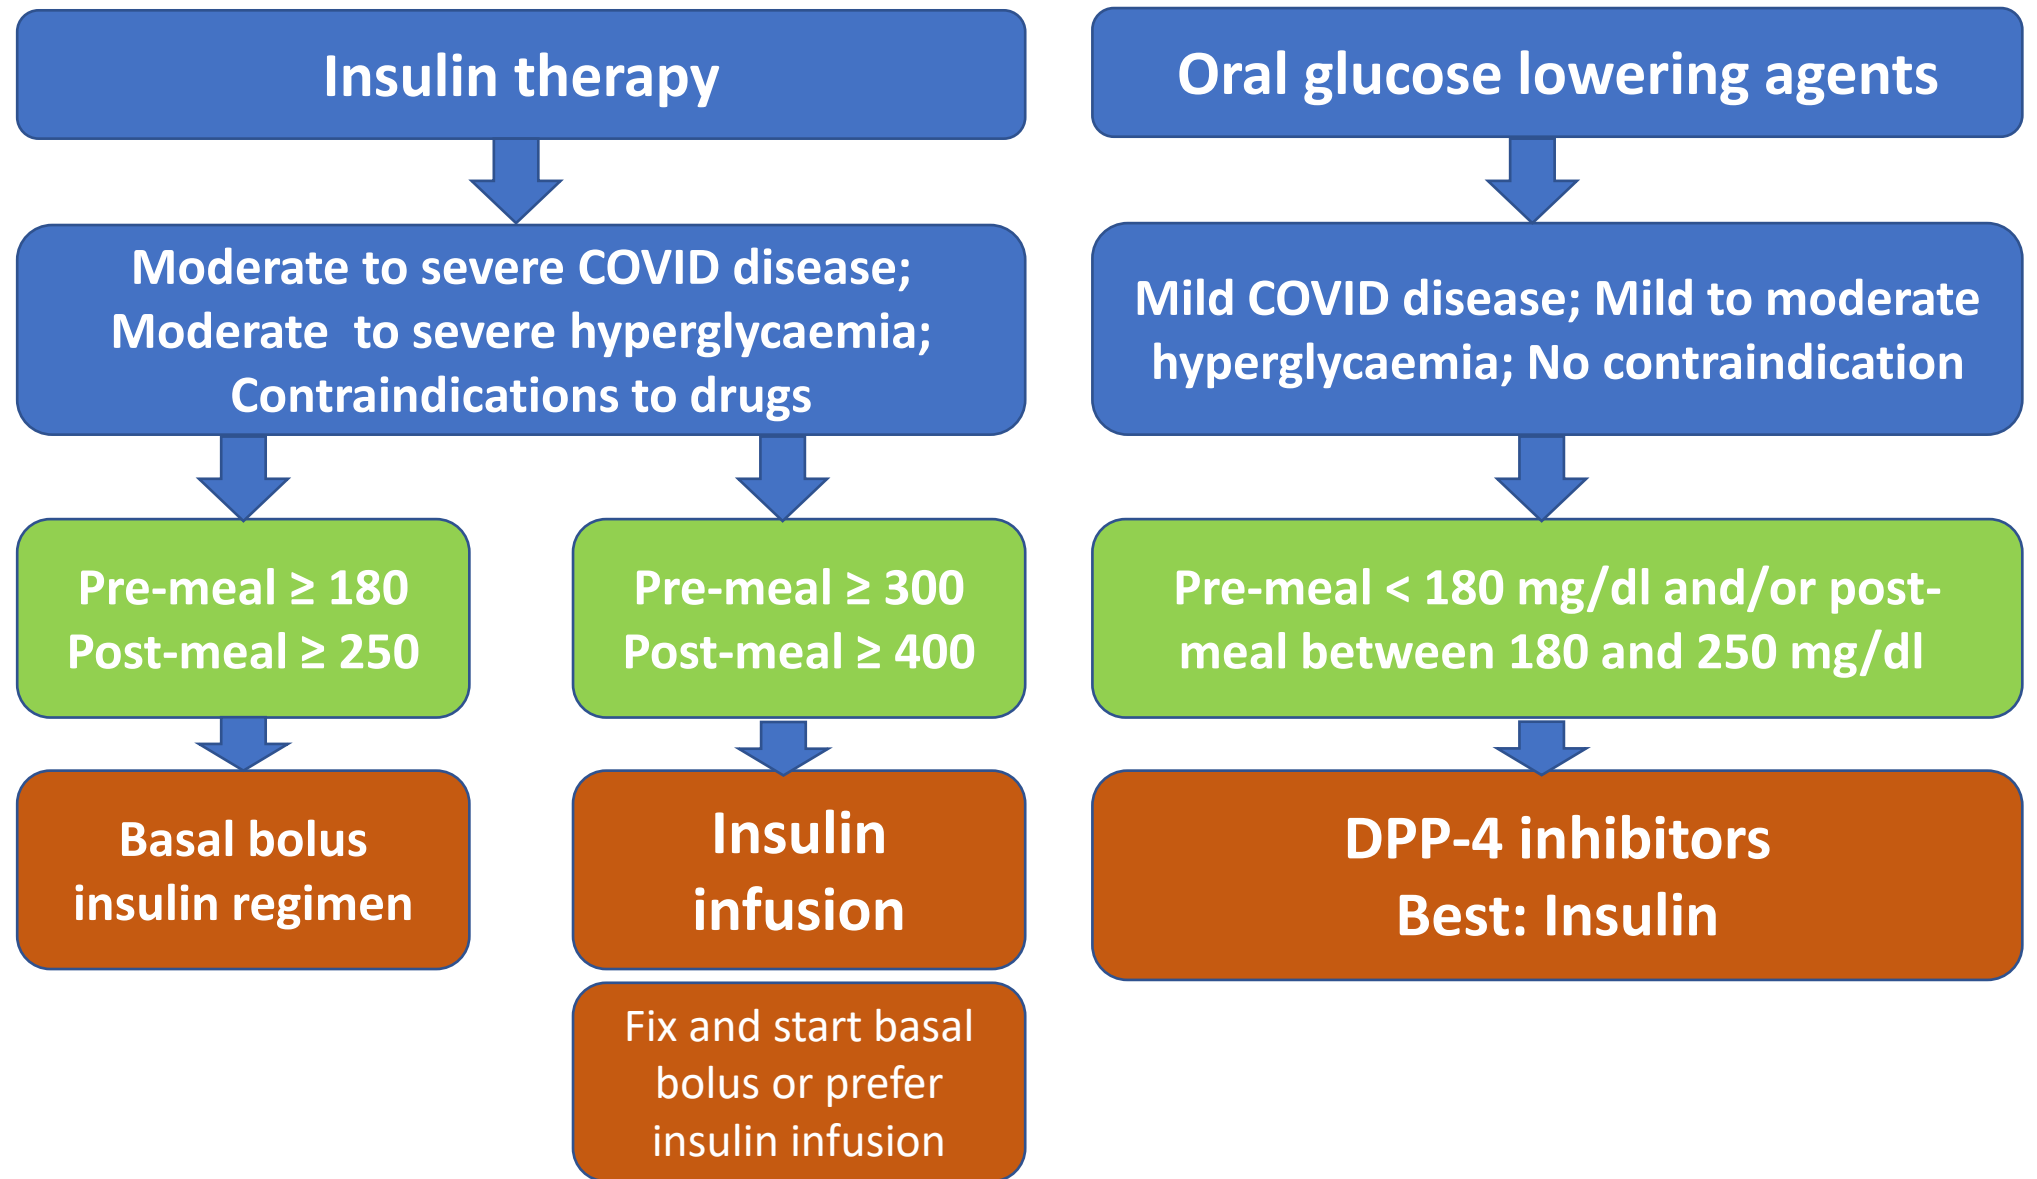 Insulin therapy
Oral glucose lowering agents
Moderate to severe COVID disease;
Moderate  to severe hyperglycaemia;
Contraindications to drugs
Mild COVID disease; Mild to moderate
hyperglycaemia; No contraindication
Pre-meal ≥ 180
Post-meal ≥ 250
Pre-meal ≥ 300
Post-meal ≥ 400
Pre-meal < 180 mg/dl and/or post-
meal between 180 and 250 mg/dl
Basal bolus
insulin regimen
Insulin
infusion
DPP-4 inhibitors
Best: Insulin
Fix and start basal
bolus or prefer
insulin infusion